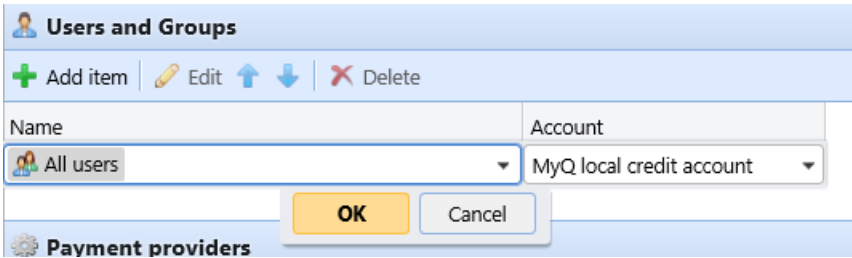 Users and Groups
Add item Edit Delete
Name Account
All users MyQ local credit account
OK Cancel
Payment providers